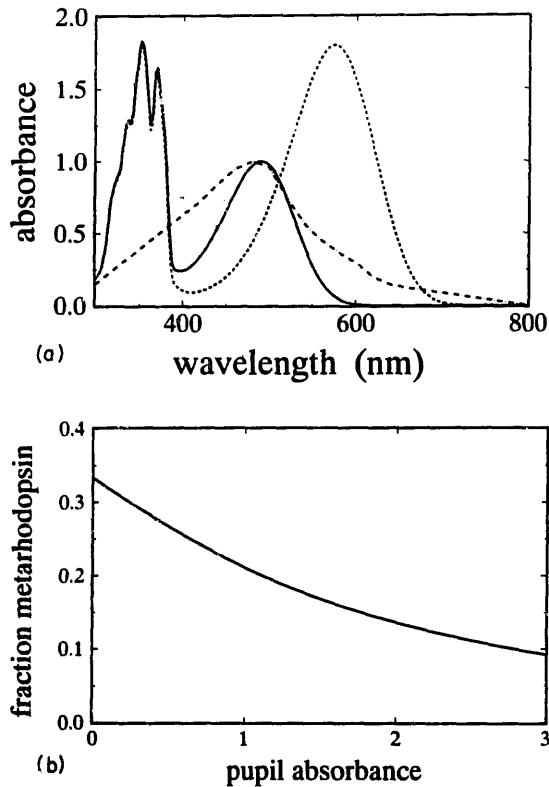 2.0
1.5
1.0
0.5
0.0
absorbance
400 600 800
(a)
wavelength (nm)
0.4
0.3
0.2
0.1
0.0
fraction metarhodopsin
0 1 2 3
(b)
pupil absorbance